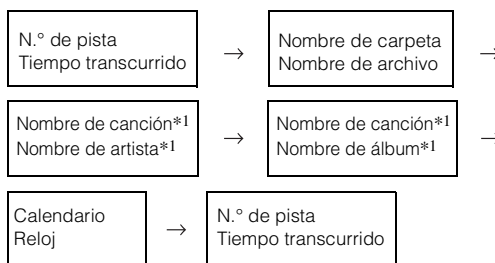 N.° de pista
Tiempo transcurrido
→
Nombre de carpeta
Nombre de archivo
→
Nombre de canción*1
Nombre de artista*1
→
Nombre de canción*1
Nombre de álbum*1
→
Calendario
Reloj
→
N.° de pista
Tiempo transcurrido